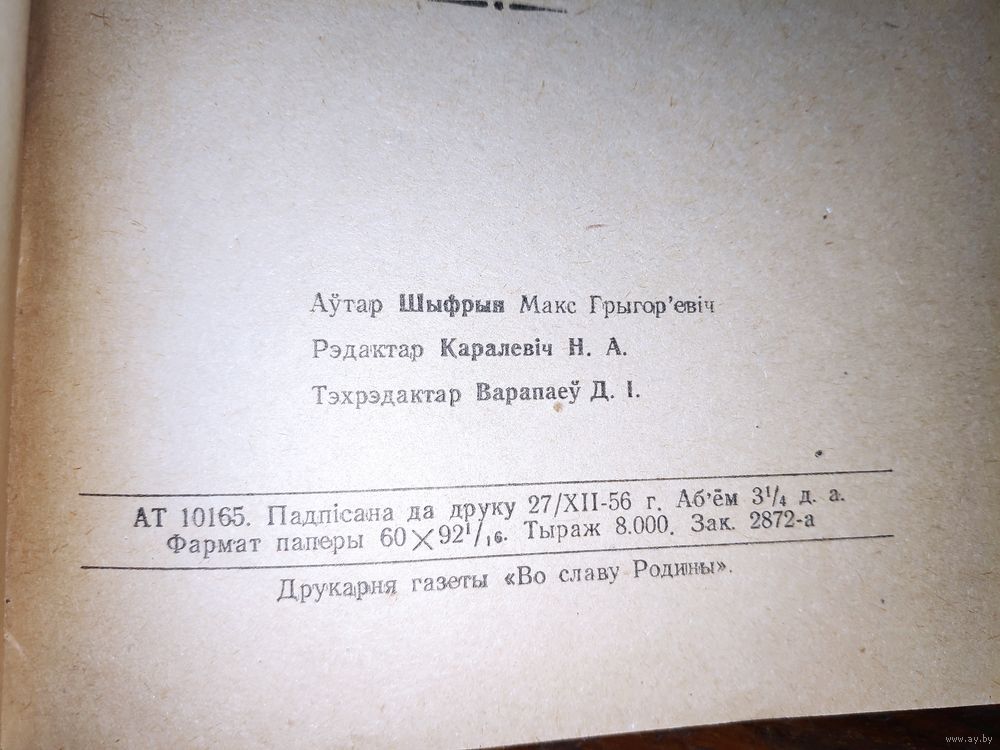 Аўтар Шыфрын Макс Грыгор’евіч
Рэдактар Каралевіч Н. А.
Тэхрэдактар Варапаеў Д. І.
АТ 10165. Падпісана да друку 27/XII-56 г. Аб’ём 3¹/₄ д. а.
Фармат паперы 60×92¹/₁₆. Тыраж 8.000. Зак. 2872-а
Друкарня газеты «Во славу Родины».
www.ay.by